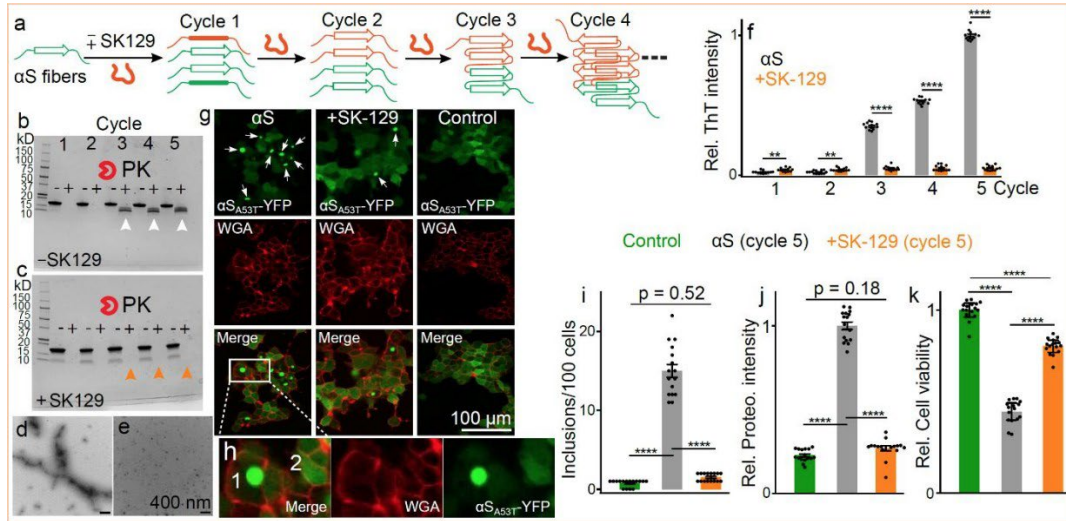 a
αS fibers
-
+ SK129
Cycle 1
Cycle 2
Cycle 3
Cycle 4
b
Cycle
kD
1 2 3 4 5
150
100
75
50
37
25
20
15
10
PK
- + - + - + - + - +
-SK129
c
kD
150
100
75
50
37
25
20
15
10
PK
- + - + - + - + - +
+SK129
d
e
400 nm
f
Rel. ThT intensity
1
0
αS
+SK-129
** ** **** **** ****
1 2 3 4 5 Cycle
g
αS
+SK-129
Control
αSA53T-YFP
αSA53T-YFP
αSA53T-YFP
WGA
WGA
WGA
Merge
Merge
Merge
100 µm
h
1
2
Merge
WGA
αSA53T-YFP
Control αS (cycle 5) +SK-129 (cycle 5)
i
Inclusions/100 cells
20
10
0
p = 0.52
**** ****
j
Rel. Proteo. intensity
1
0
p = 0.18
**** ****
k
Rel. Cell viability
1
0
****
****
****